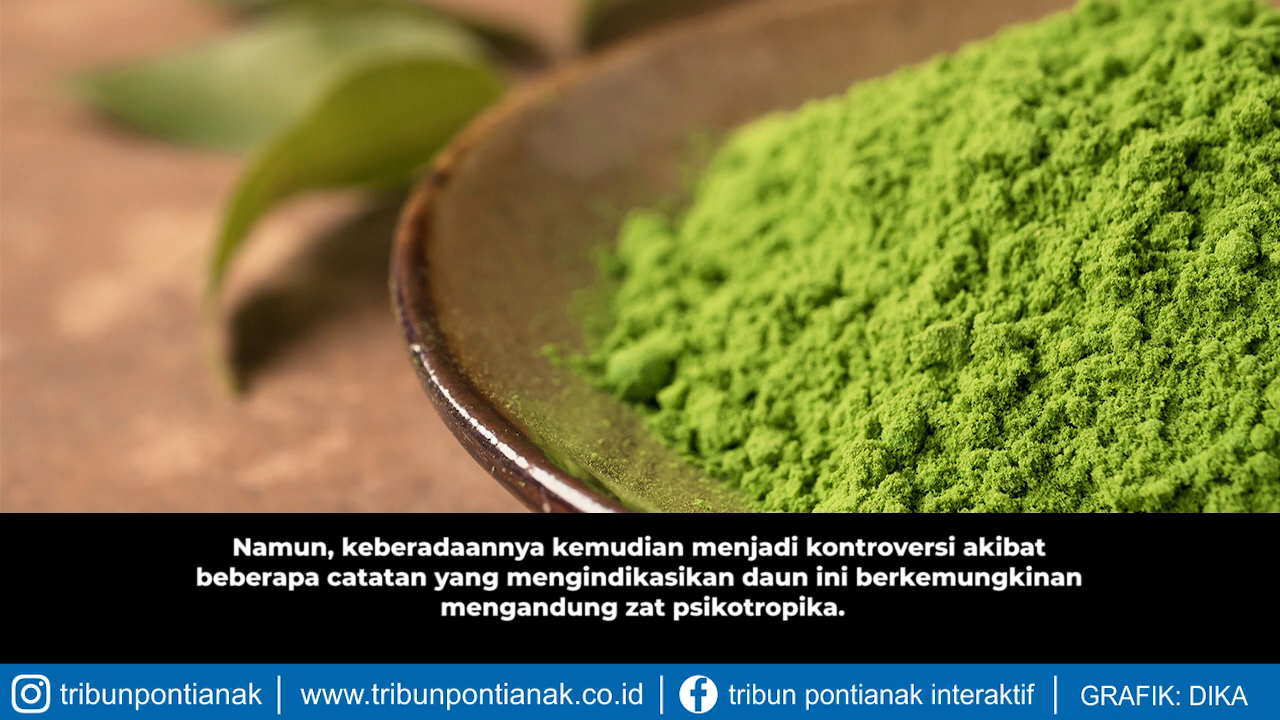 Namun, keberadaannya kemudian menjadi kontroversi akibat
beberapa catatan yang mengindikasikan daun ini berkemungkinan
mengandung zat psikotropika.
tribunpontianak | www.tribunpontianak.co.id | tribun pontianak interaktif | GRAFIK: DIKA